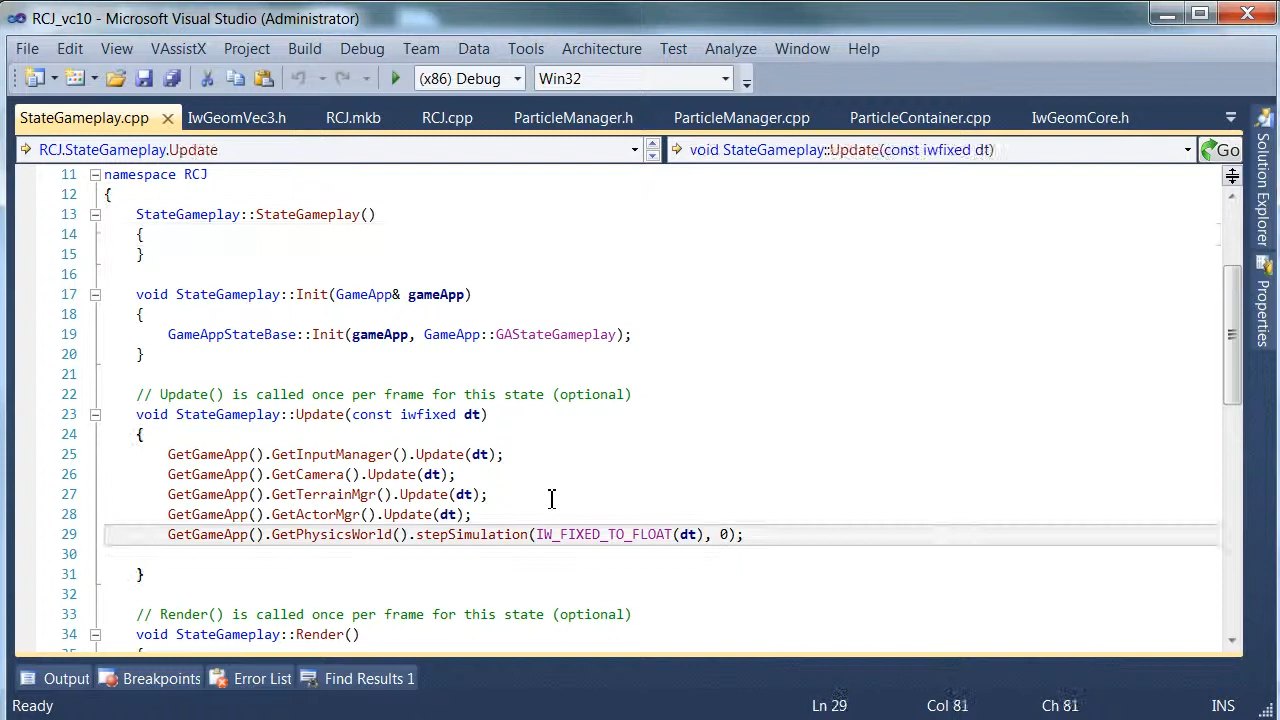 RCJ_vc10 - Microsoft Visual Studio (Administrator)
File Edit View VAssistX Project Build Debug Team Data Tools Architecture Test Analyze Window Help
(x86) Debug Win32
StateGameplay.cpp IwGeomVec3.h RCJ.mkb RCJ.cpp ParticleManager.h ParticleManager.cpp ParticleContainer.cpp IwGeomCore.h
RCJ.StateGameplay.Update void StateGameplay::Update(const iwfixed dt) Go
11 namespace RCJ
12 {
13 StateGameplay::StateGameplay()
14 {
15 }
16
17 void StateGameplay::Init(GameApp& gameApp)
18 {
19 GameAppStateBase::Init(gameApp, GameApp::GAStateGameplay);
20 }
21
22 // Update() is called once per frame for this state (optional)
23 void StateGameplay::Update(const iwfixed dt)
24 {
25 GetGameApp().GetInputManager().Update(dt);
26 GetGameApp().GetCamera().Update(dt);
27 GetGameApp().GetTerrainMgr().Update(dt);
28 GetGameApp().GetActorMgr().Update(dt);
29 GetGameApp().GetPhysicsWorld().stepSimulation(IW_FIXED_TO_FLOAT(dt), 0);
30
31 }
32
33 // Render() is called once per frame for this state (optional)
34 void StateGameplay::Render()
Solution Explorer
Properties
Output Breakpoints Error List Find Results 1
Ready Ln 29 Col 81 Ch 81 INS